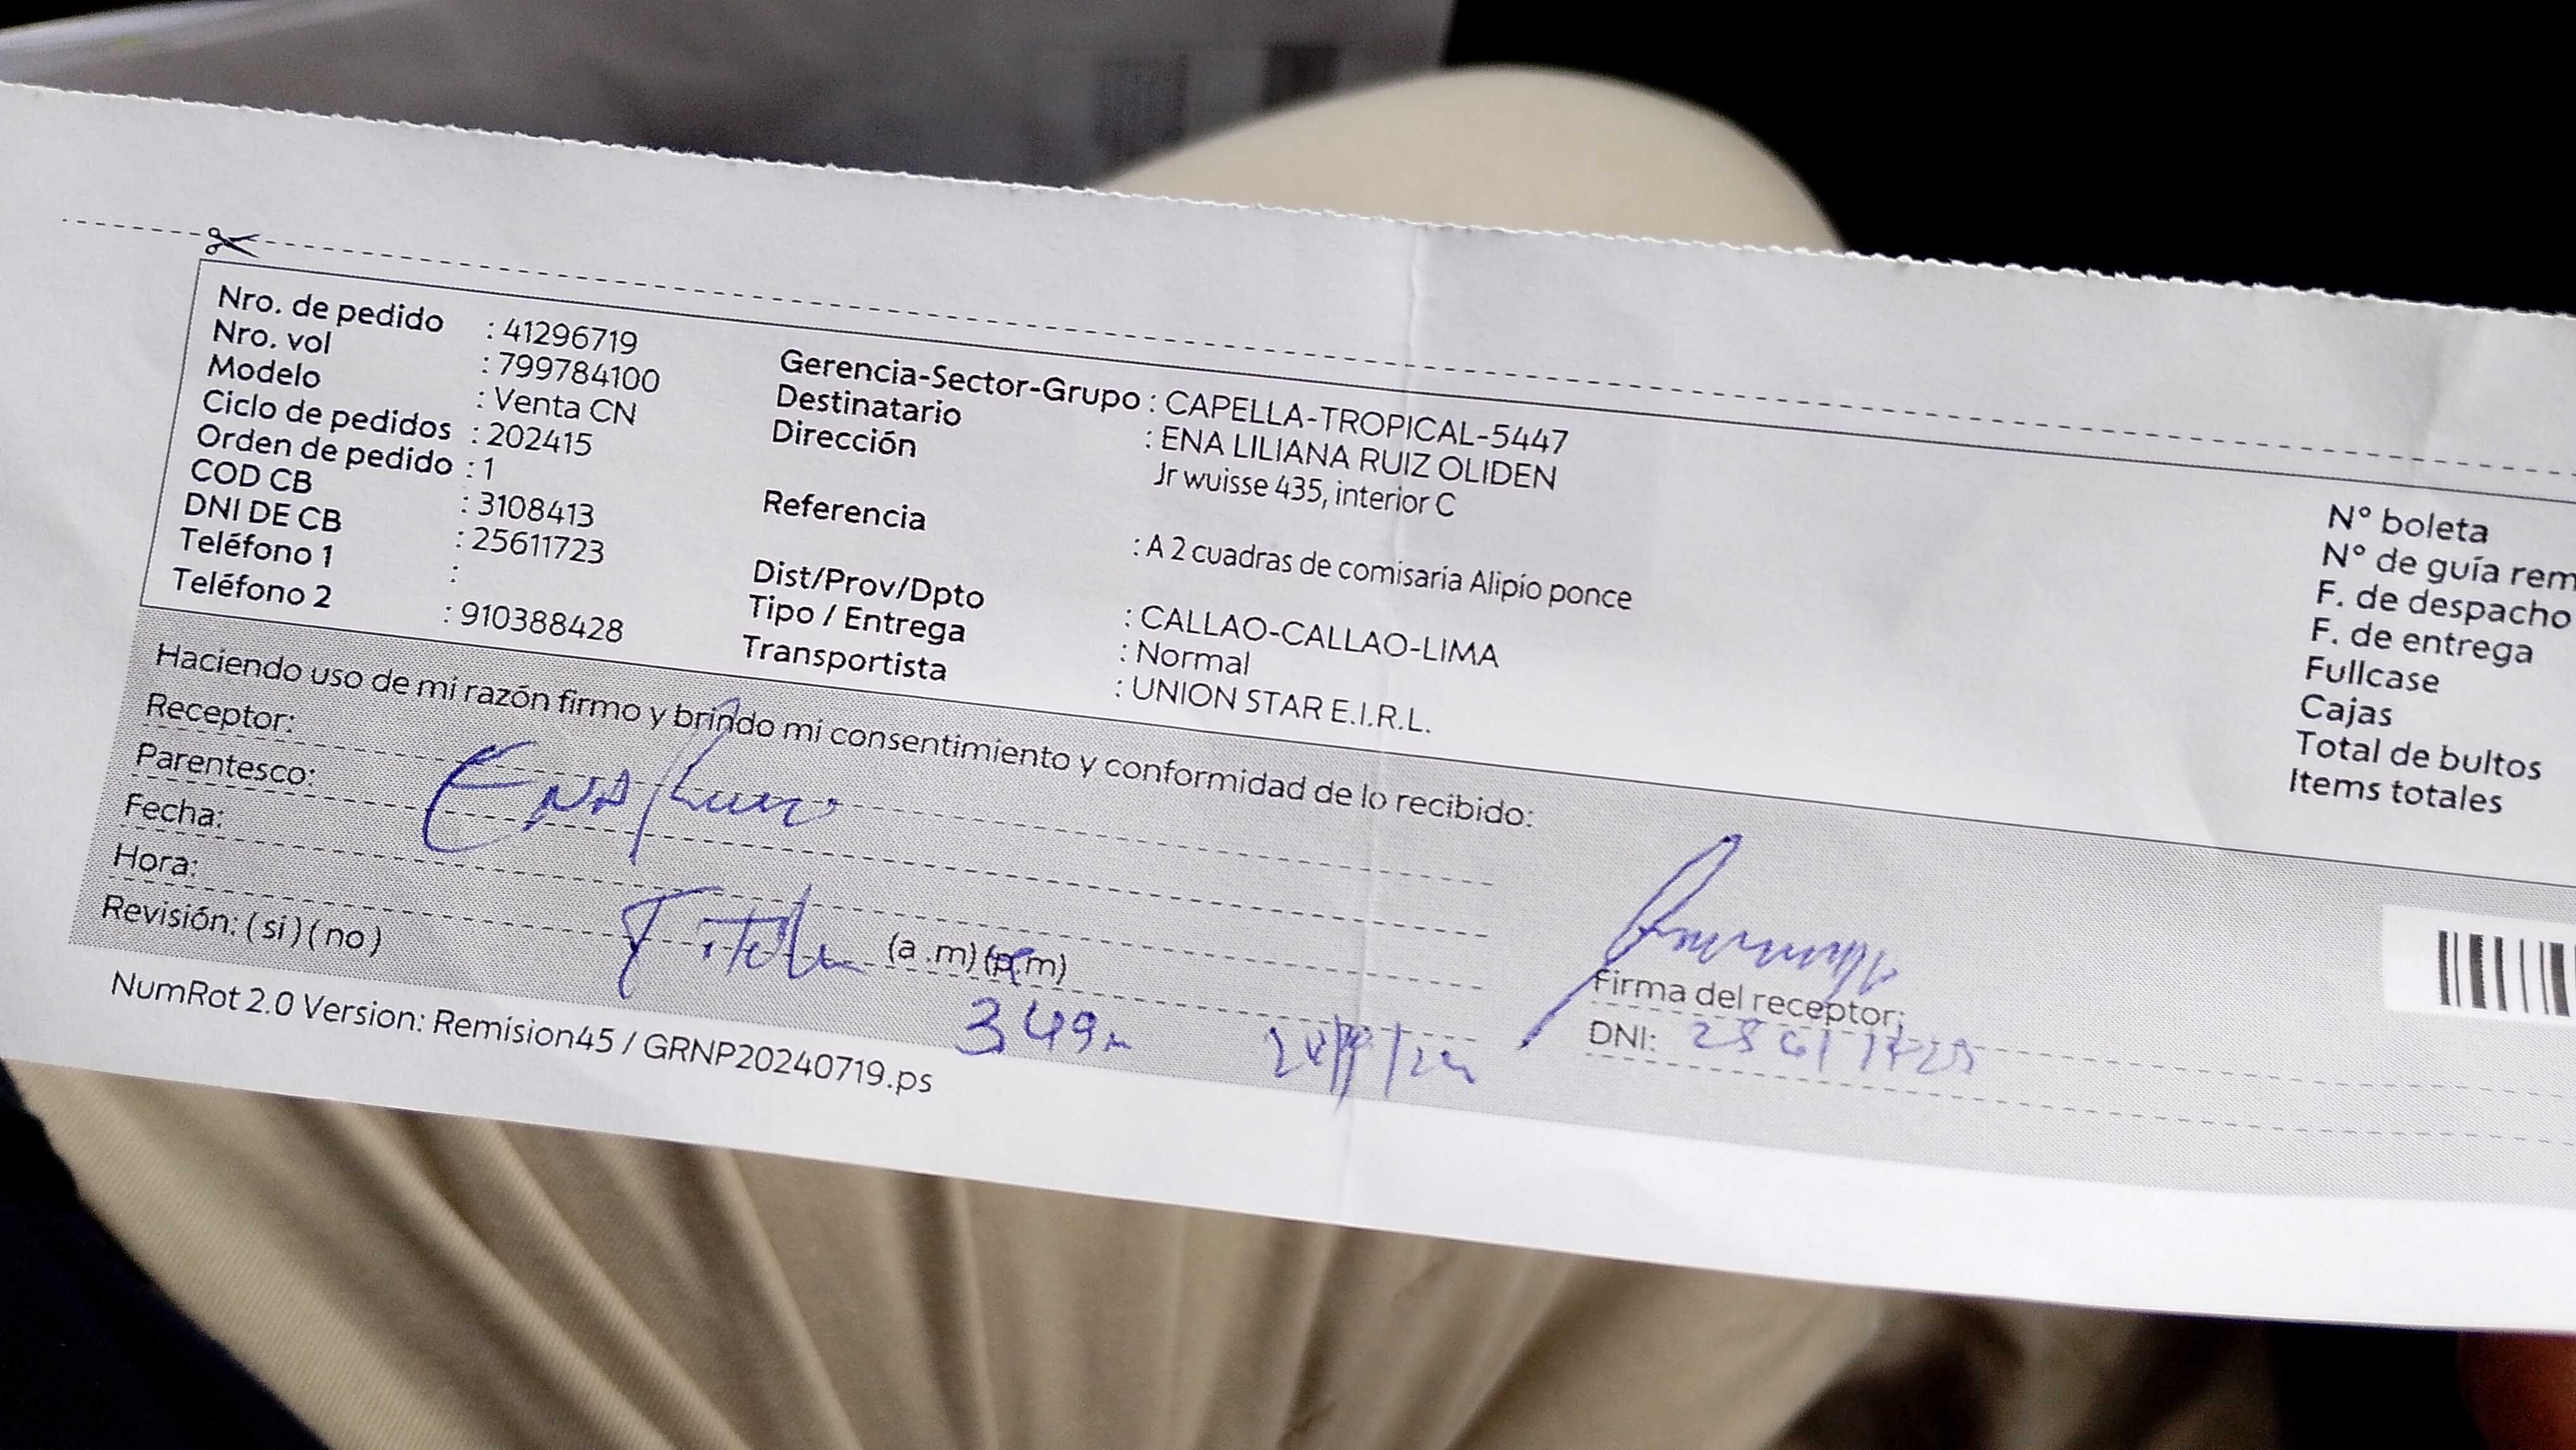 Nro. de pedido : 41296719
Nro. vol : 799784100
Modelo : Venta CN
Ciclo de pedidos : 202415
Orden de pedido : 1
COD CB : 3108413
DNI DE CB : 25611723
Teléfono 1 :
Teléfono 2 : 910388428
Gerencia-Sector-Grupo : CAPELLA-TROPICAL-5447
Destinatario : ENA LILIANA RUIZ OLIDEN
Dirección Jr wuisse 435, interior C
Referencia : A 2 cuadras de comisaría Alipio ponce
Dist/Prov/Dpto : CALLAO-CALLAO-LIMA
Tipo / Entrega : Normal
Transportista : UNION STAR E.I.R.L.
N° boleta
N° de guía rem
F. de despacho
F. de entrega
Fullcase
Cajas
Total de bultos
Items totales
Haciendo uso de mi razón firmo y brindo mi consentimiento y conformidad de lo recibido:
Receptor: Ena
Parentesco:
Fecha:
Hora: (a .m) (p.m)
Revisión: ( si ) ( no )
349
Firma del receptor:
DNI:
NumRot 2.0 Version: Remision45 / GRNP20240719.ps